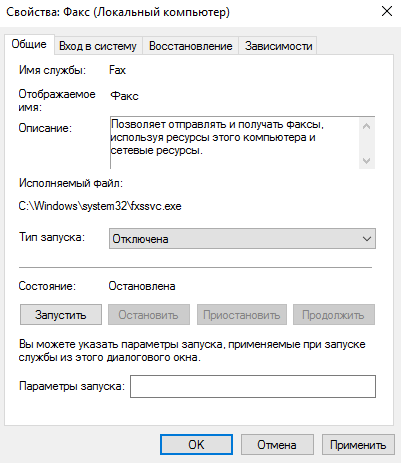 Свойства: Факс (Локальный компьютер)
Общие Вход в систему Восстановление Зависимости
Имя службы: Fax
Отображаемое имя: Факс
Описание: Позволяет отправлять и получать факсы,
используя ресурсы этого компьютера и
сетевые ресурсы.
Исполняемый файл:
C:\Windows\system32\fxssvc.exe
Тип запуска: Отключена
Состояние: Остановлена
Запустить Остановить Приостановить Продолжить
Вы можете указать параметры запуска, применяемые при запуске
службы из этого диалогового окна.
Параметры запуска:
OK Отмена Применить